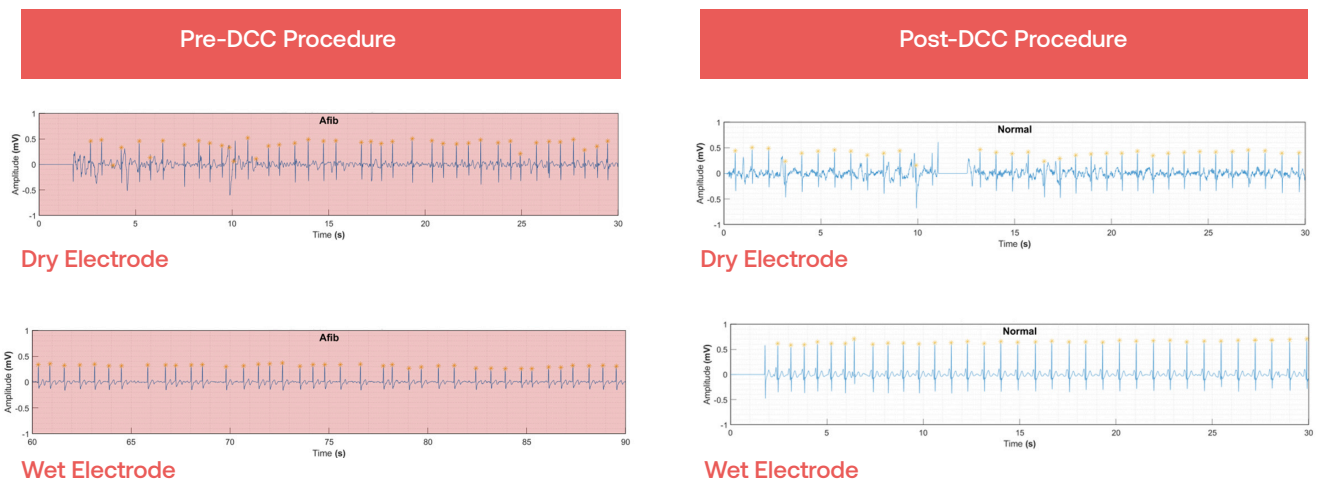 Pre-DCC Procedure
Post-DCC Procedure
Afib
1
0.5
0
-0.5
-1
Amplitude (mV)
0 5 10 15 20 25 30
Time (s)
Dry Electrode
Normal
1
0.5
0
-0.5
-1
Amplitude (mV)
0 5 10 15 20 25 30
Time (s)
Dry Electrode
Afib
1
0.5
0
-0.5
-1
Amplitude (mV)
60 65 70 75 80 85 90
Time (s)
Wet Electrode
Normal
1
0.5
0
-0.5
-1
Amplitude (mV)
0 5 10 15 20 25 30
Time (s)
Wet Electrode